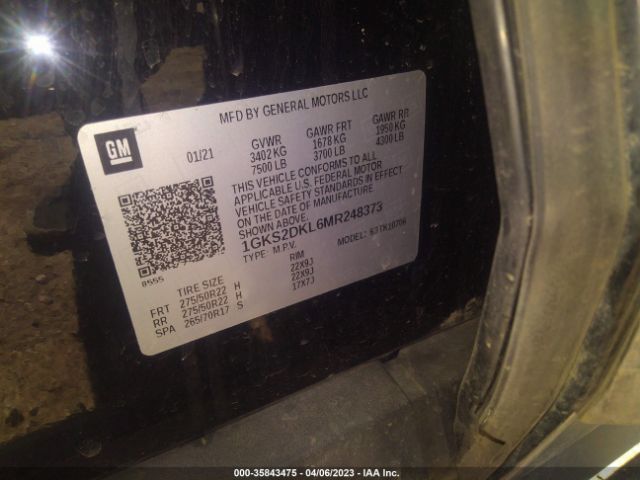 MFD BY GENERAL MOTORS LLC
GM
01/21
GVWR GAWR FRT GAWR RR
3402 KG 1678 KG 1950 KG
7500 LB 3700 LB 4300 LB
THIS VEHICLE CONFORMS TO ALL
APPLICABLE U.S. FEDERAL MOTOR
VEHICLE SAFETY STANDARDS IN EFFECT
ON THE DATE OF MANUFACTURE
SHOWN ABOVE.
1GKS2DKL6MR248373
TYPE: M.P.V. MODEL: 63TK10706
8555
TIRE SIZE RIM
FRT 275/50R22 H 22X9J
RR 275/50R22 H 22X9J
SPA 265/70R17 S 17X7J
000-35843475 - 04/06/2023 - IAA Inc.